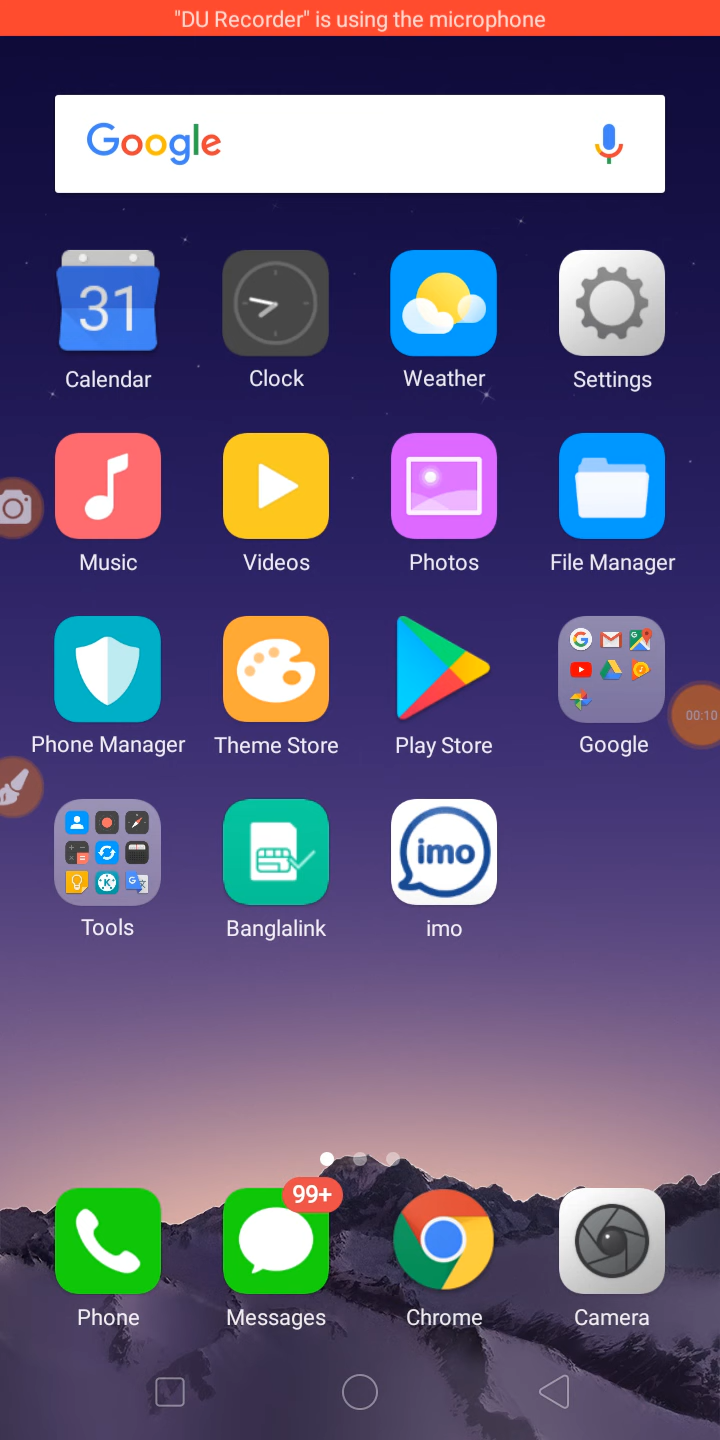 "DU Recorder" is using the microphone
Google
31
Calendar
Clock
Weather
Settings
Music
Videos
Photos
File Manager
00:10
Phone Manager
Theme Store
Play Store
Google
imo
Tools
Banglalink
imo
99+
Phone
Messages
Chrome
Camera